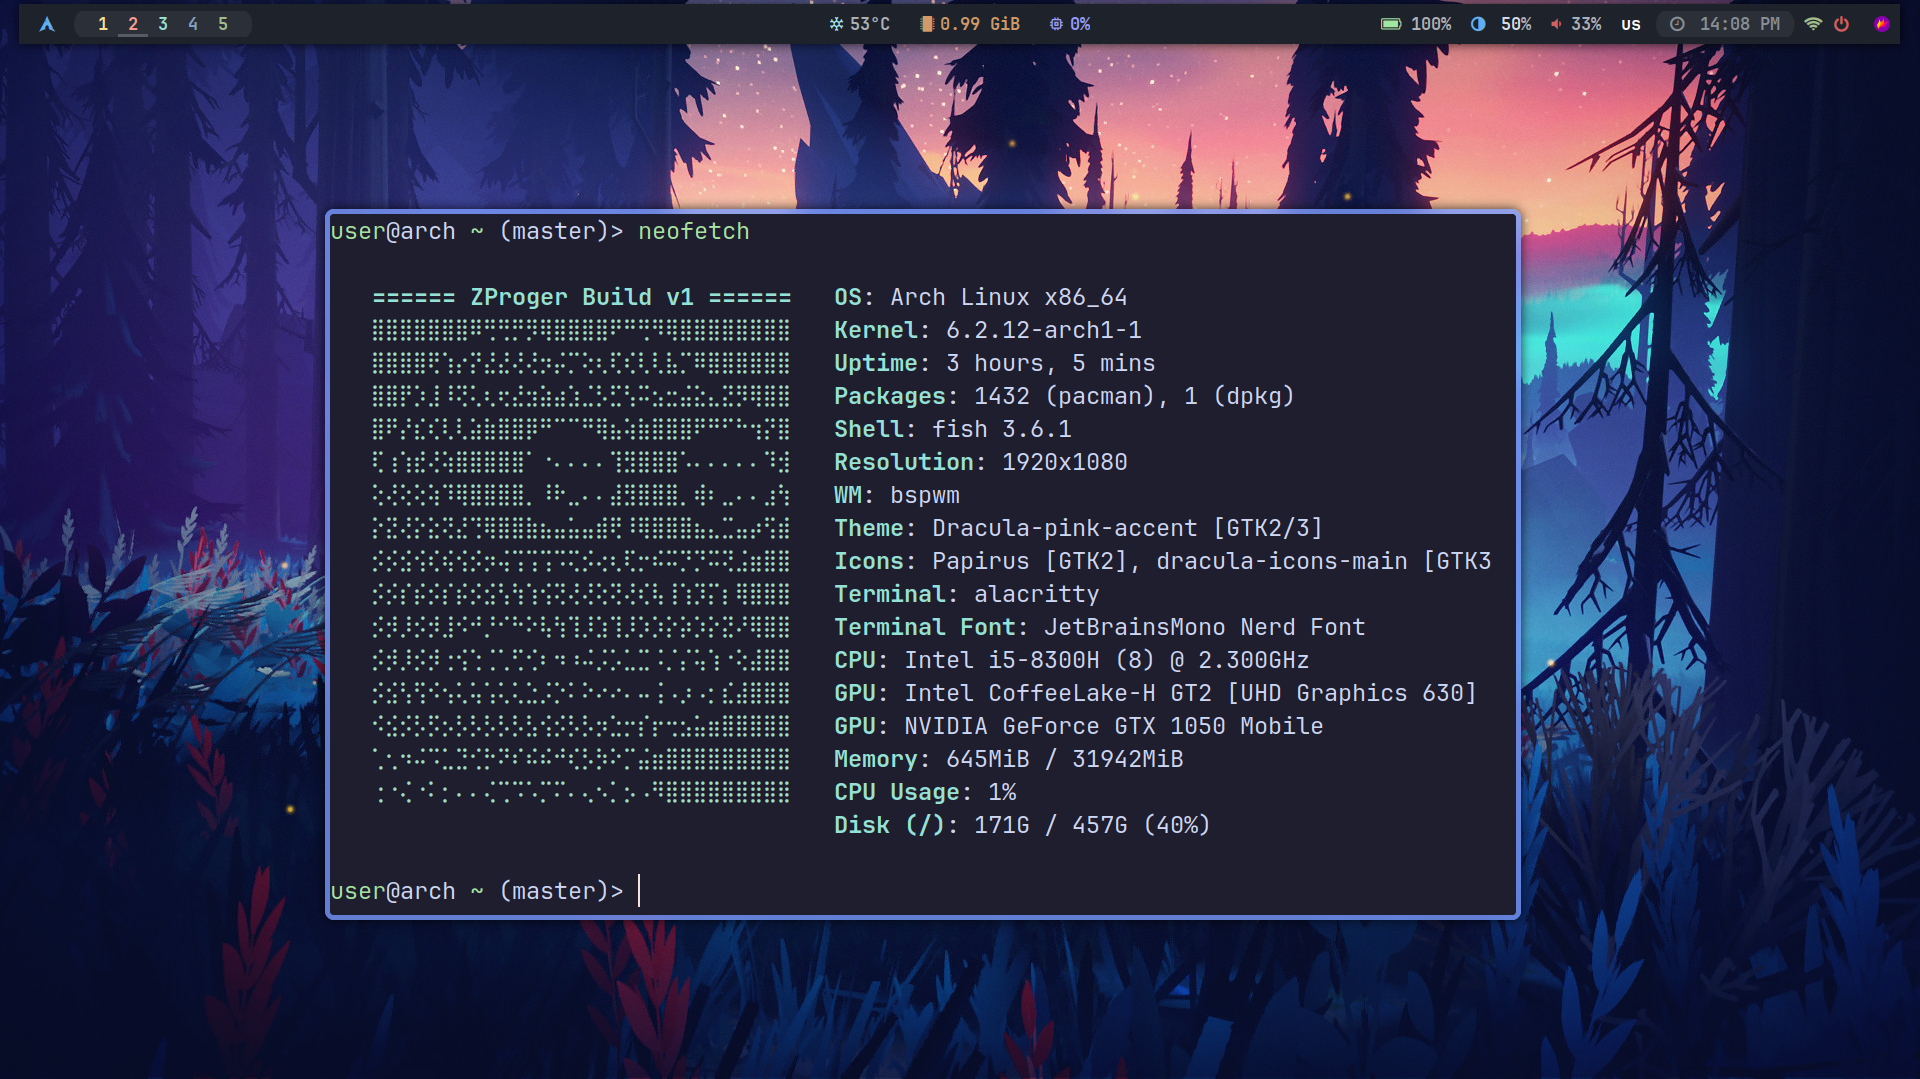 1 2 3 4 5 53°C 0.99 GiB 0% 100% 50% 33% US 14:08 PM
user@arch ~ (master)> neofetch
====== ZProger Build v1 ====== OS: Arch Linux x86_64
Kernel: 6.2.12-arch1-1
Uptime: 3 hours, 5 mins
Packages: 1432 (pacman), 1 (dpkg)
Shell: fish 3.6.1
Resolution: 1920x1080
WM: bspwm
Theme: Dracula-pink-accent [GTK2/3]
Icons: Papirus [GTK2], dracula-icons-main [GTK3
Terminal: alacritty
Terminal Font: JetBrainsMono Nerd Font
CPU: Intel i5-8300H (8) @ 2.300GHz
GPU: Intel CoffeeLake-H GT2 [UHD Graphics 630]
GPU: NVIDIA GeForce GTX 1050 Mobile
Memory: 645MiB / 31942MiB
CPU Usage: 1%
Disk (/): 171G / 457G (40%)
user@arch ~ (master)>